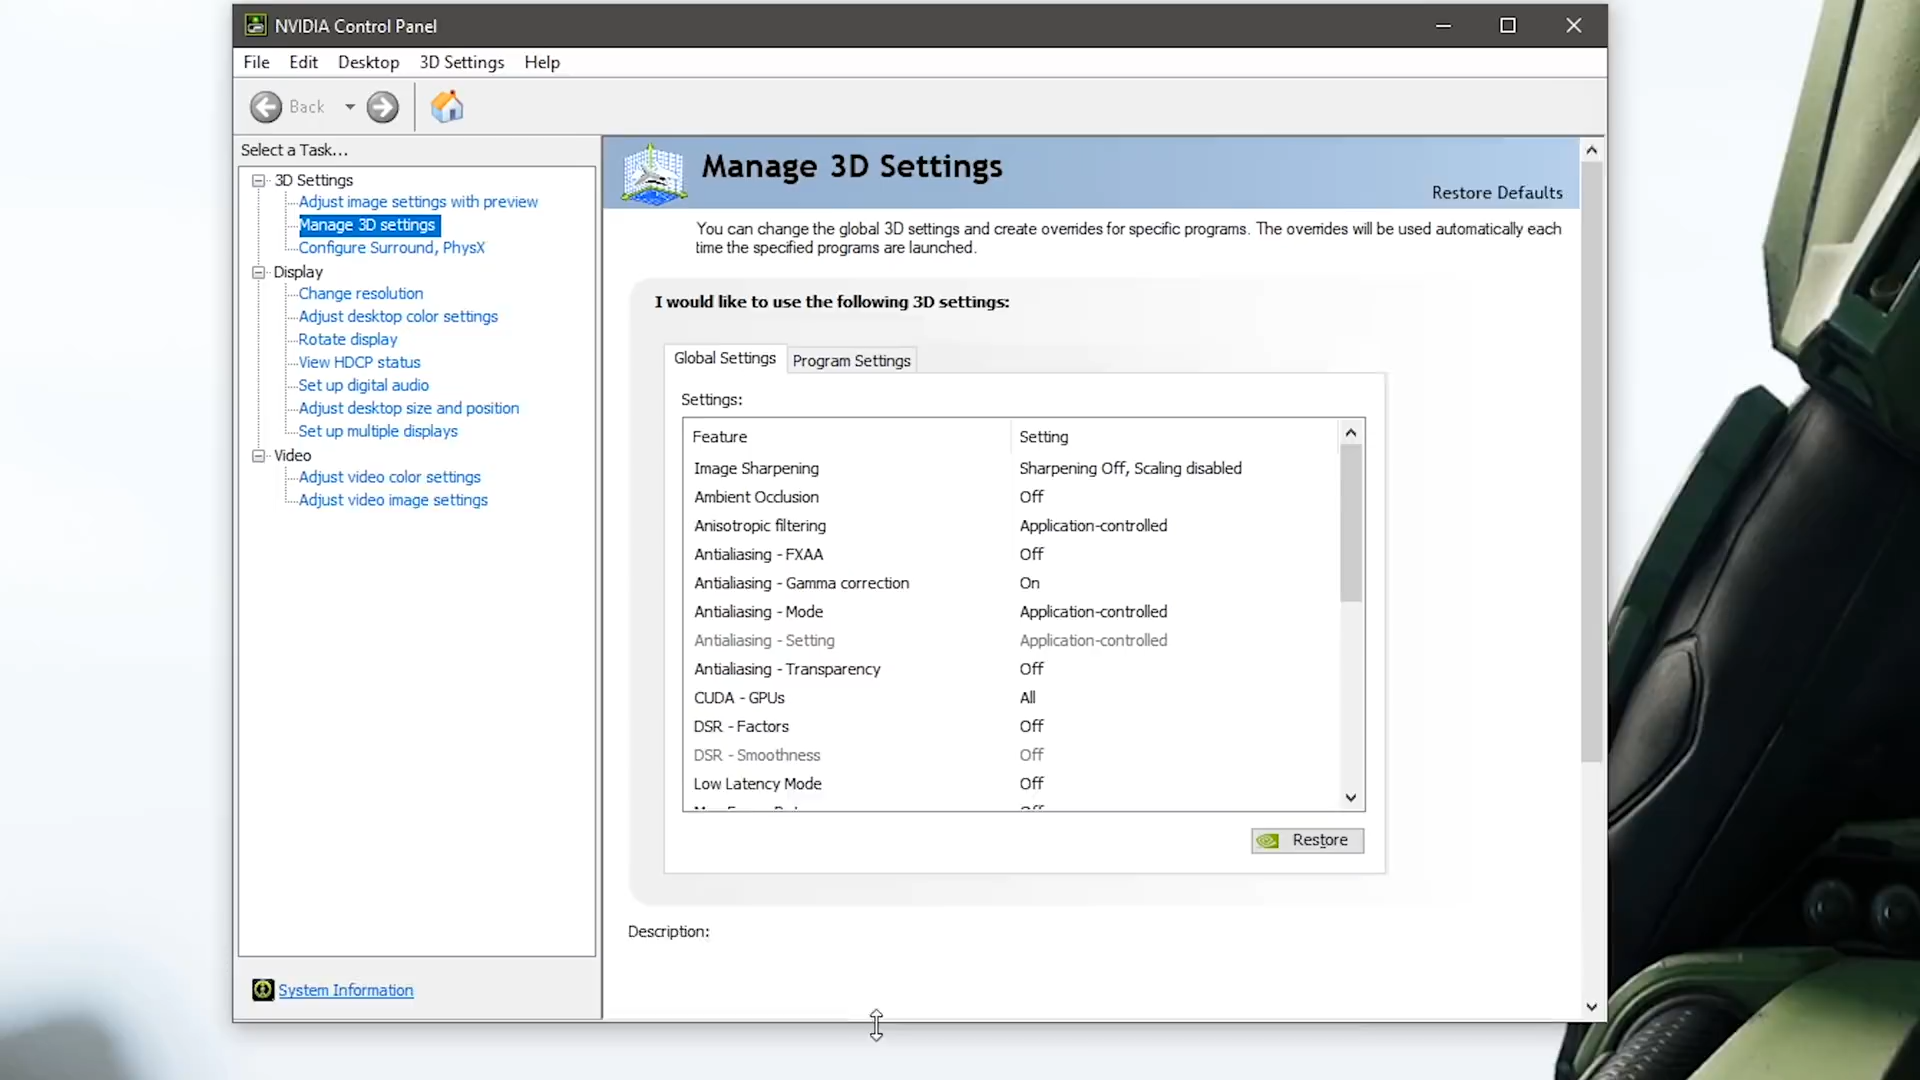 NVIDIA Control Panel
File Edit Desktop 3D Settings Help
Back
Select a Task...
3D Settings
Adjust image settings with preview
Manage 3D settings
Configure Surround, PhysX
Display
Change resolution
Adjust desktop color settings
Rotate display
View HDCP status
Set up digital audio
Adjust desktop size and position
Set up multiple displays
Video
Adjust video color settings
Adjust video image settings
System Information
Manage 3D Settings
Restore Defaults
You can change the global 3D settings and create overrides for specific programs. The overrides will be used automatically each
time the specified programs are launched.
I would like to use the following 3D settings:
Global Settings Program Settings
Settings:
Feature Setting
Image Sharpening Sharpening Off, Scaling disabled
Ambient Occlusion Off
Anisotropic filtering Application-controlled
Antialiasing - FXAA Off
Antialiasing - Gamma correction On
Antialiasing - Mode Application-controlled
Antialiasing - Setting Application-controlled
Antialiasing - Transparency Off
CUDA - GPUs All
DSR - Factors Off
DSR - Smoothness Off
Low Latency Mode Off
Restore
Description: